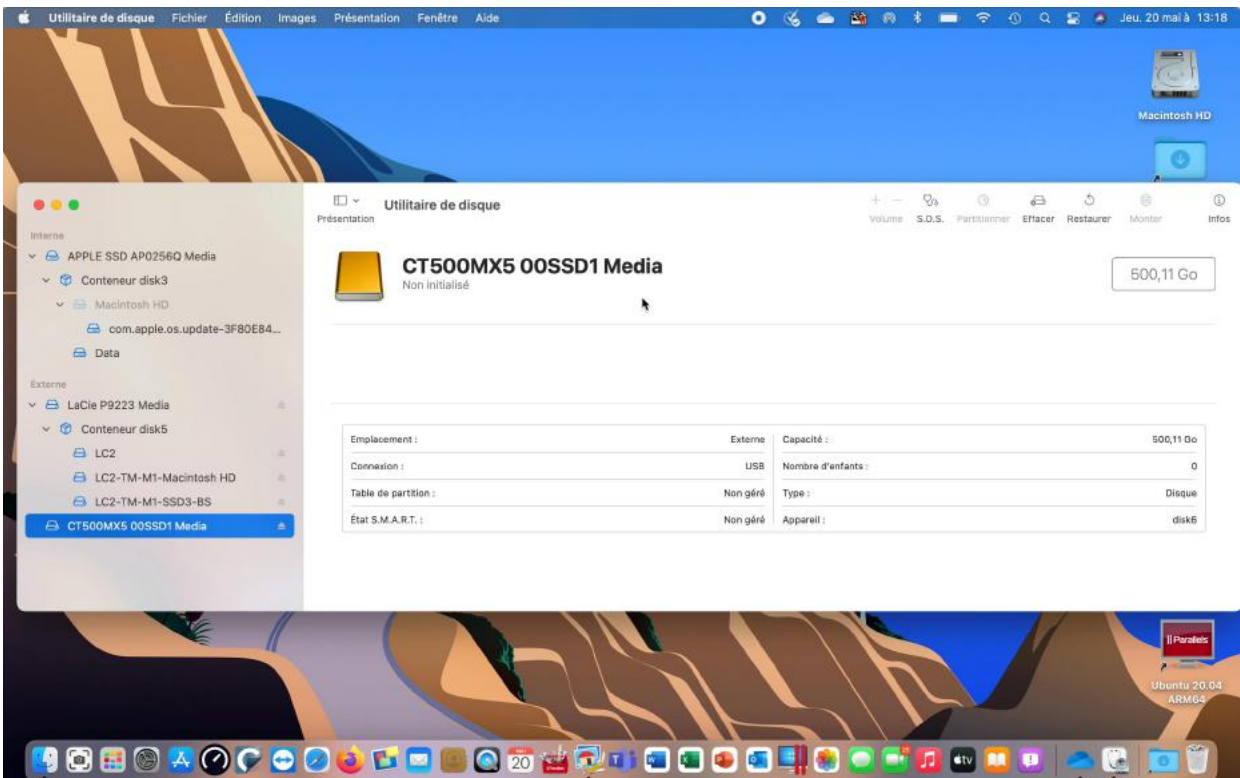 Utilitaire de disque Fichier Édition Images Présentation Fenêtre Aide Jeu. 20 mai à 13:18
Macintosh HD
Utilitaire de disque
Présentation Volume S.O.S. Partitionner Effacer Restaurer Monter Infos
Interne
APPLE SSD AP0256Q Media
Conteneur disk3
Macintosh HD
com.apple.os.update-3F80E84...
Data
Externe
LaCie P9223 Media
Conteneur disk5
LC2
LC2-TM-M1-Macintosh HD
LC2-TM-M1-SSD3-BS
CT500MX5 00SSD1 Media
CT500MX5 00SSD1 Media
Non initialisé
500,11 Go
Emplacement : Externe Capacité : 500,11 Go
Connexion : USB Nombre d'enfants : 0
Table de partition : Non géré Type : Disque
État S.M.A.R.T. : Non géré Appareil : disk6
|| Parallels
Ubuntu 20.04
ARM64
20
tv